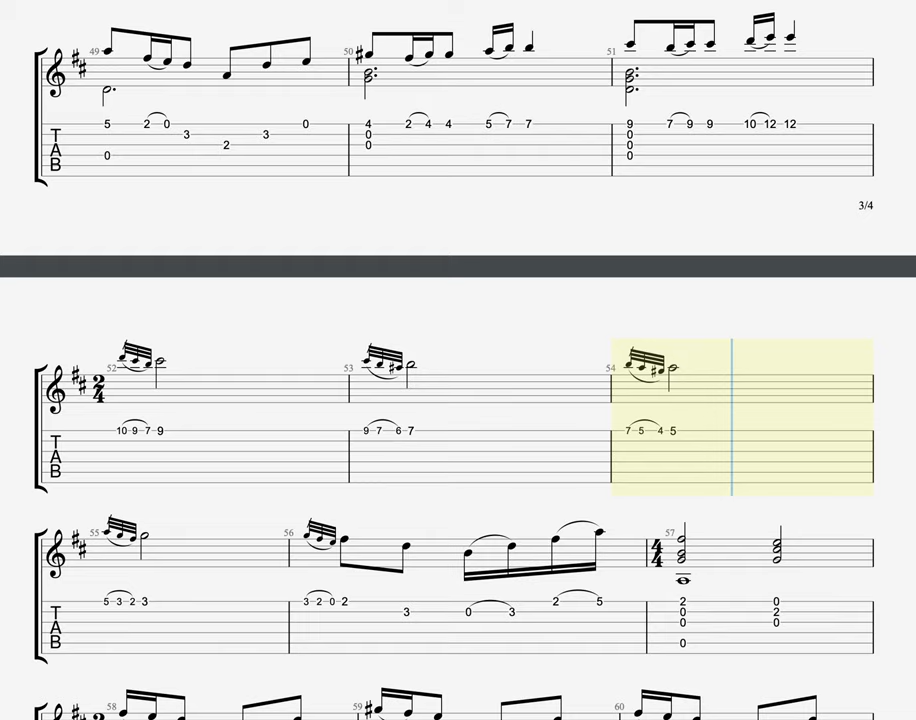 49 50 51
5 2 0 3 2 3 0 4 2 4 4 5 7 7 9 7 9 9 10 12 12
T 0 0 0
A 0 0 0
B 0 0
3/4
52 53 54
2
4
10 9 7 9 9 7 6 7 7 5 4 5
T
A
B
55 56 57
4
4
5 3 2 3 3 2 0 2 2 5 2 0
T 3 0 3 0 2
A 0 0
B 0
58 59 60
2